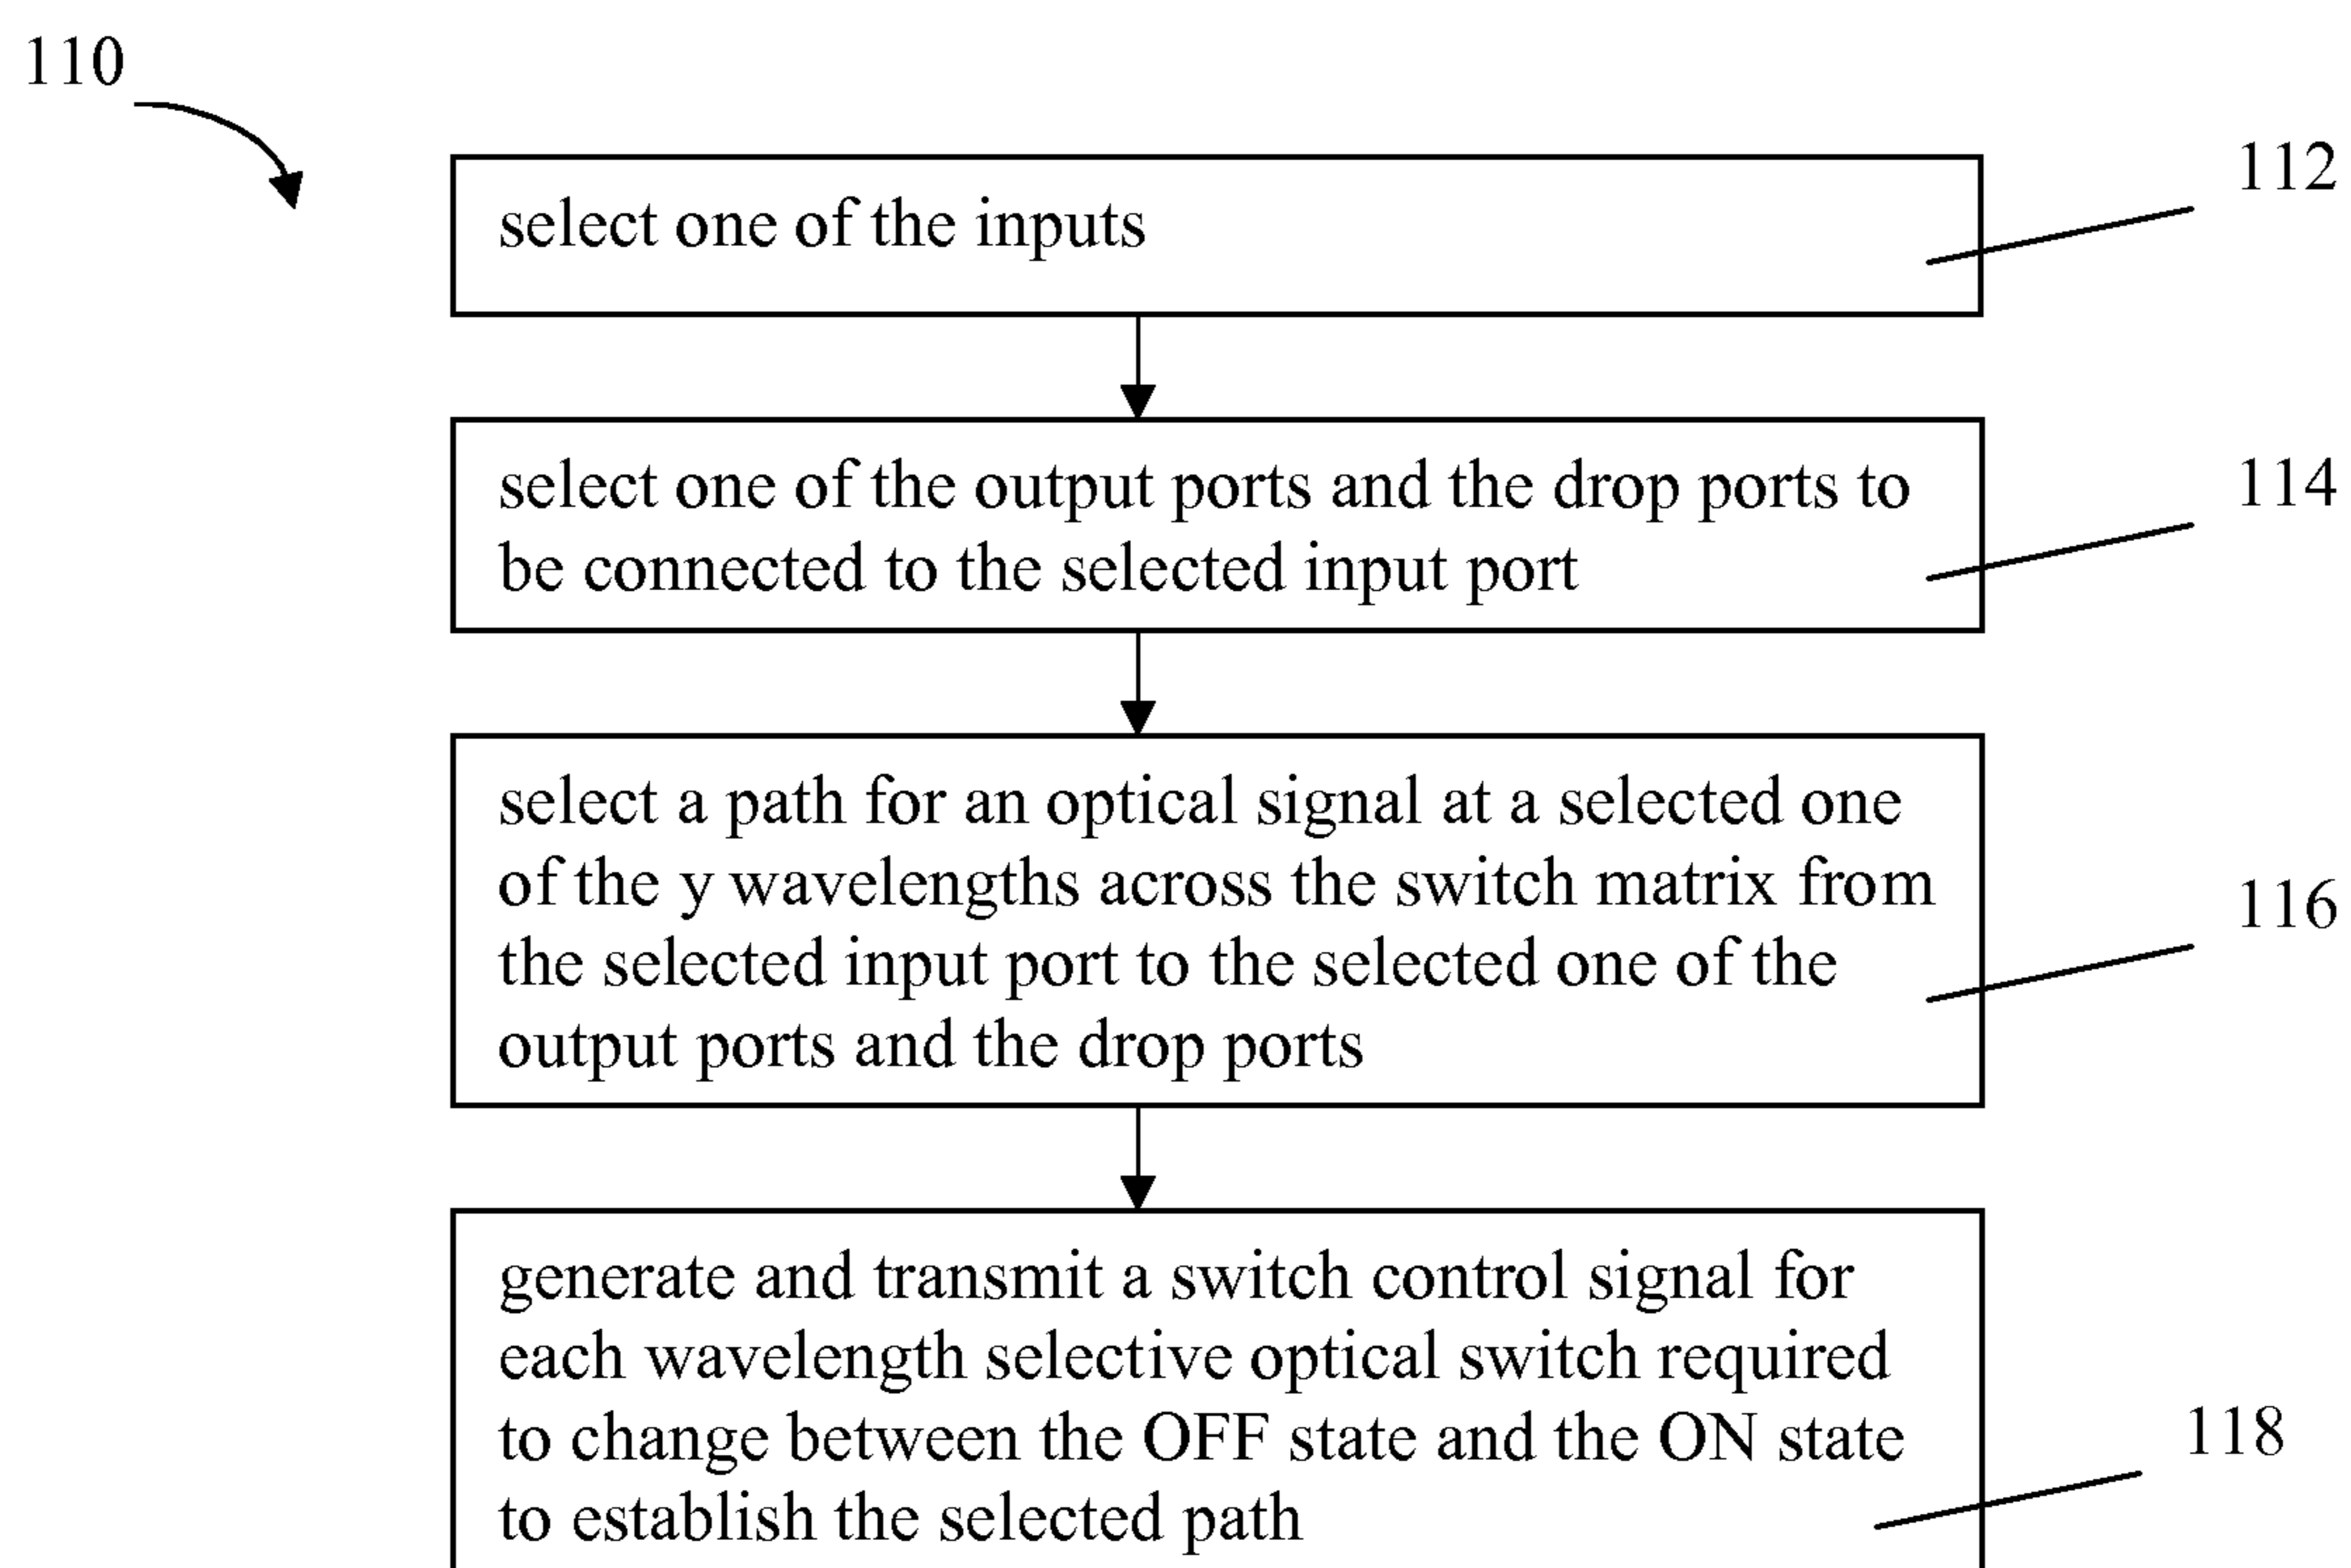 110
112
select one of the inputs
114
select one of the output ports and the drop ports to
be connected to the selected input port
select a path for an optical signal at a selected one
of the y wavelengths across the switch matrix from
116
the selected input port to the selected one of the
output ports and the drop ports
generate and transmit a switch control signal for
each wavelength selective optical switch required
to change between the OFF state and the ON state
118
to establish the selected path